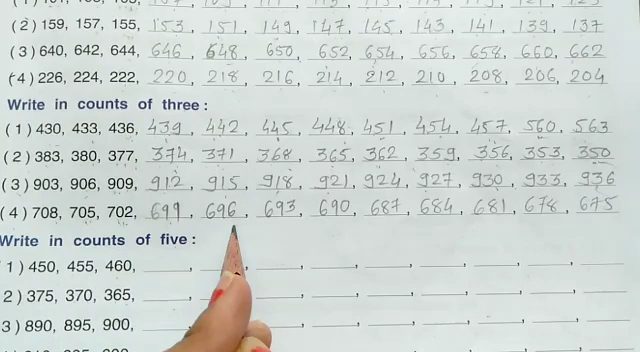 (2) 159, 157, 155, 153, 151, 149, 147, 145, 143, 141, 139, 137
(3) 640, 642, 644, 646, 648, 650, 652, 654, 656, 658, 660, 662
(4) 226, 224, 222, 220, 218, 216, 214, 212, 210, 208, 206, 204
Write in counts of three :
(1) 430, 433, 436, 439, 442, 445, 448, 451, 454, 457, 560, 563
(2) 383, 380, 377, 374, 371, 368, 365, 362, 359, 356, 353, 350
(3) 903, 906, 909, 912, 915, 918, 921, 924, 927, 930, 933, 936
(4) 708, 705, 702, 699, 696, 693, 690, 687, 684, 681, 678, 675
Write in counts of five :
1) 450, 455, 460,
2) 375, 370, 365,
3) 890, 895, 900,